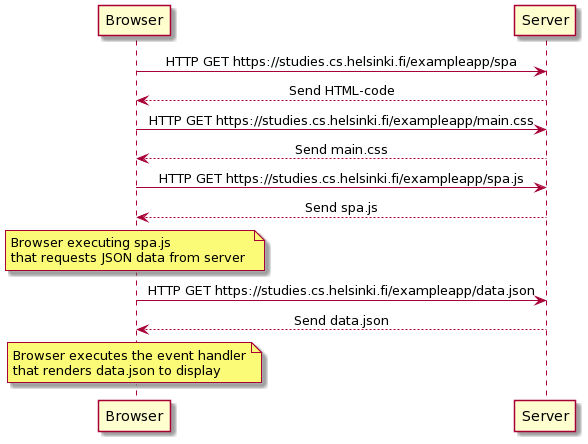 Browser
Server
HTTP GET https://studies.cs.helsinki.fi/exampleapp/spa
Send HTML-code
HTTP GET https://studies.cs.helsinki.fi/exampleapp/main.css
Send main.css
HTTP GET https://studies.cs.helsinki.fi/exampleapp/spa.js
Send spa.js
Browser executing spa.js
that requests JSON data from server
HTTP GET https://studies.cs.helsinki.fi/exampleapp/data.json
Send data.json
Browser executes the event handler
that renders data.json to display
Browser
Server